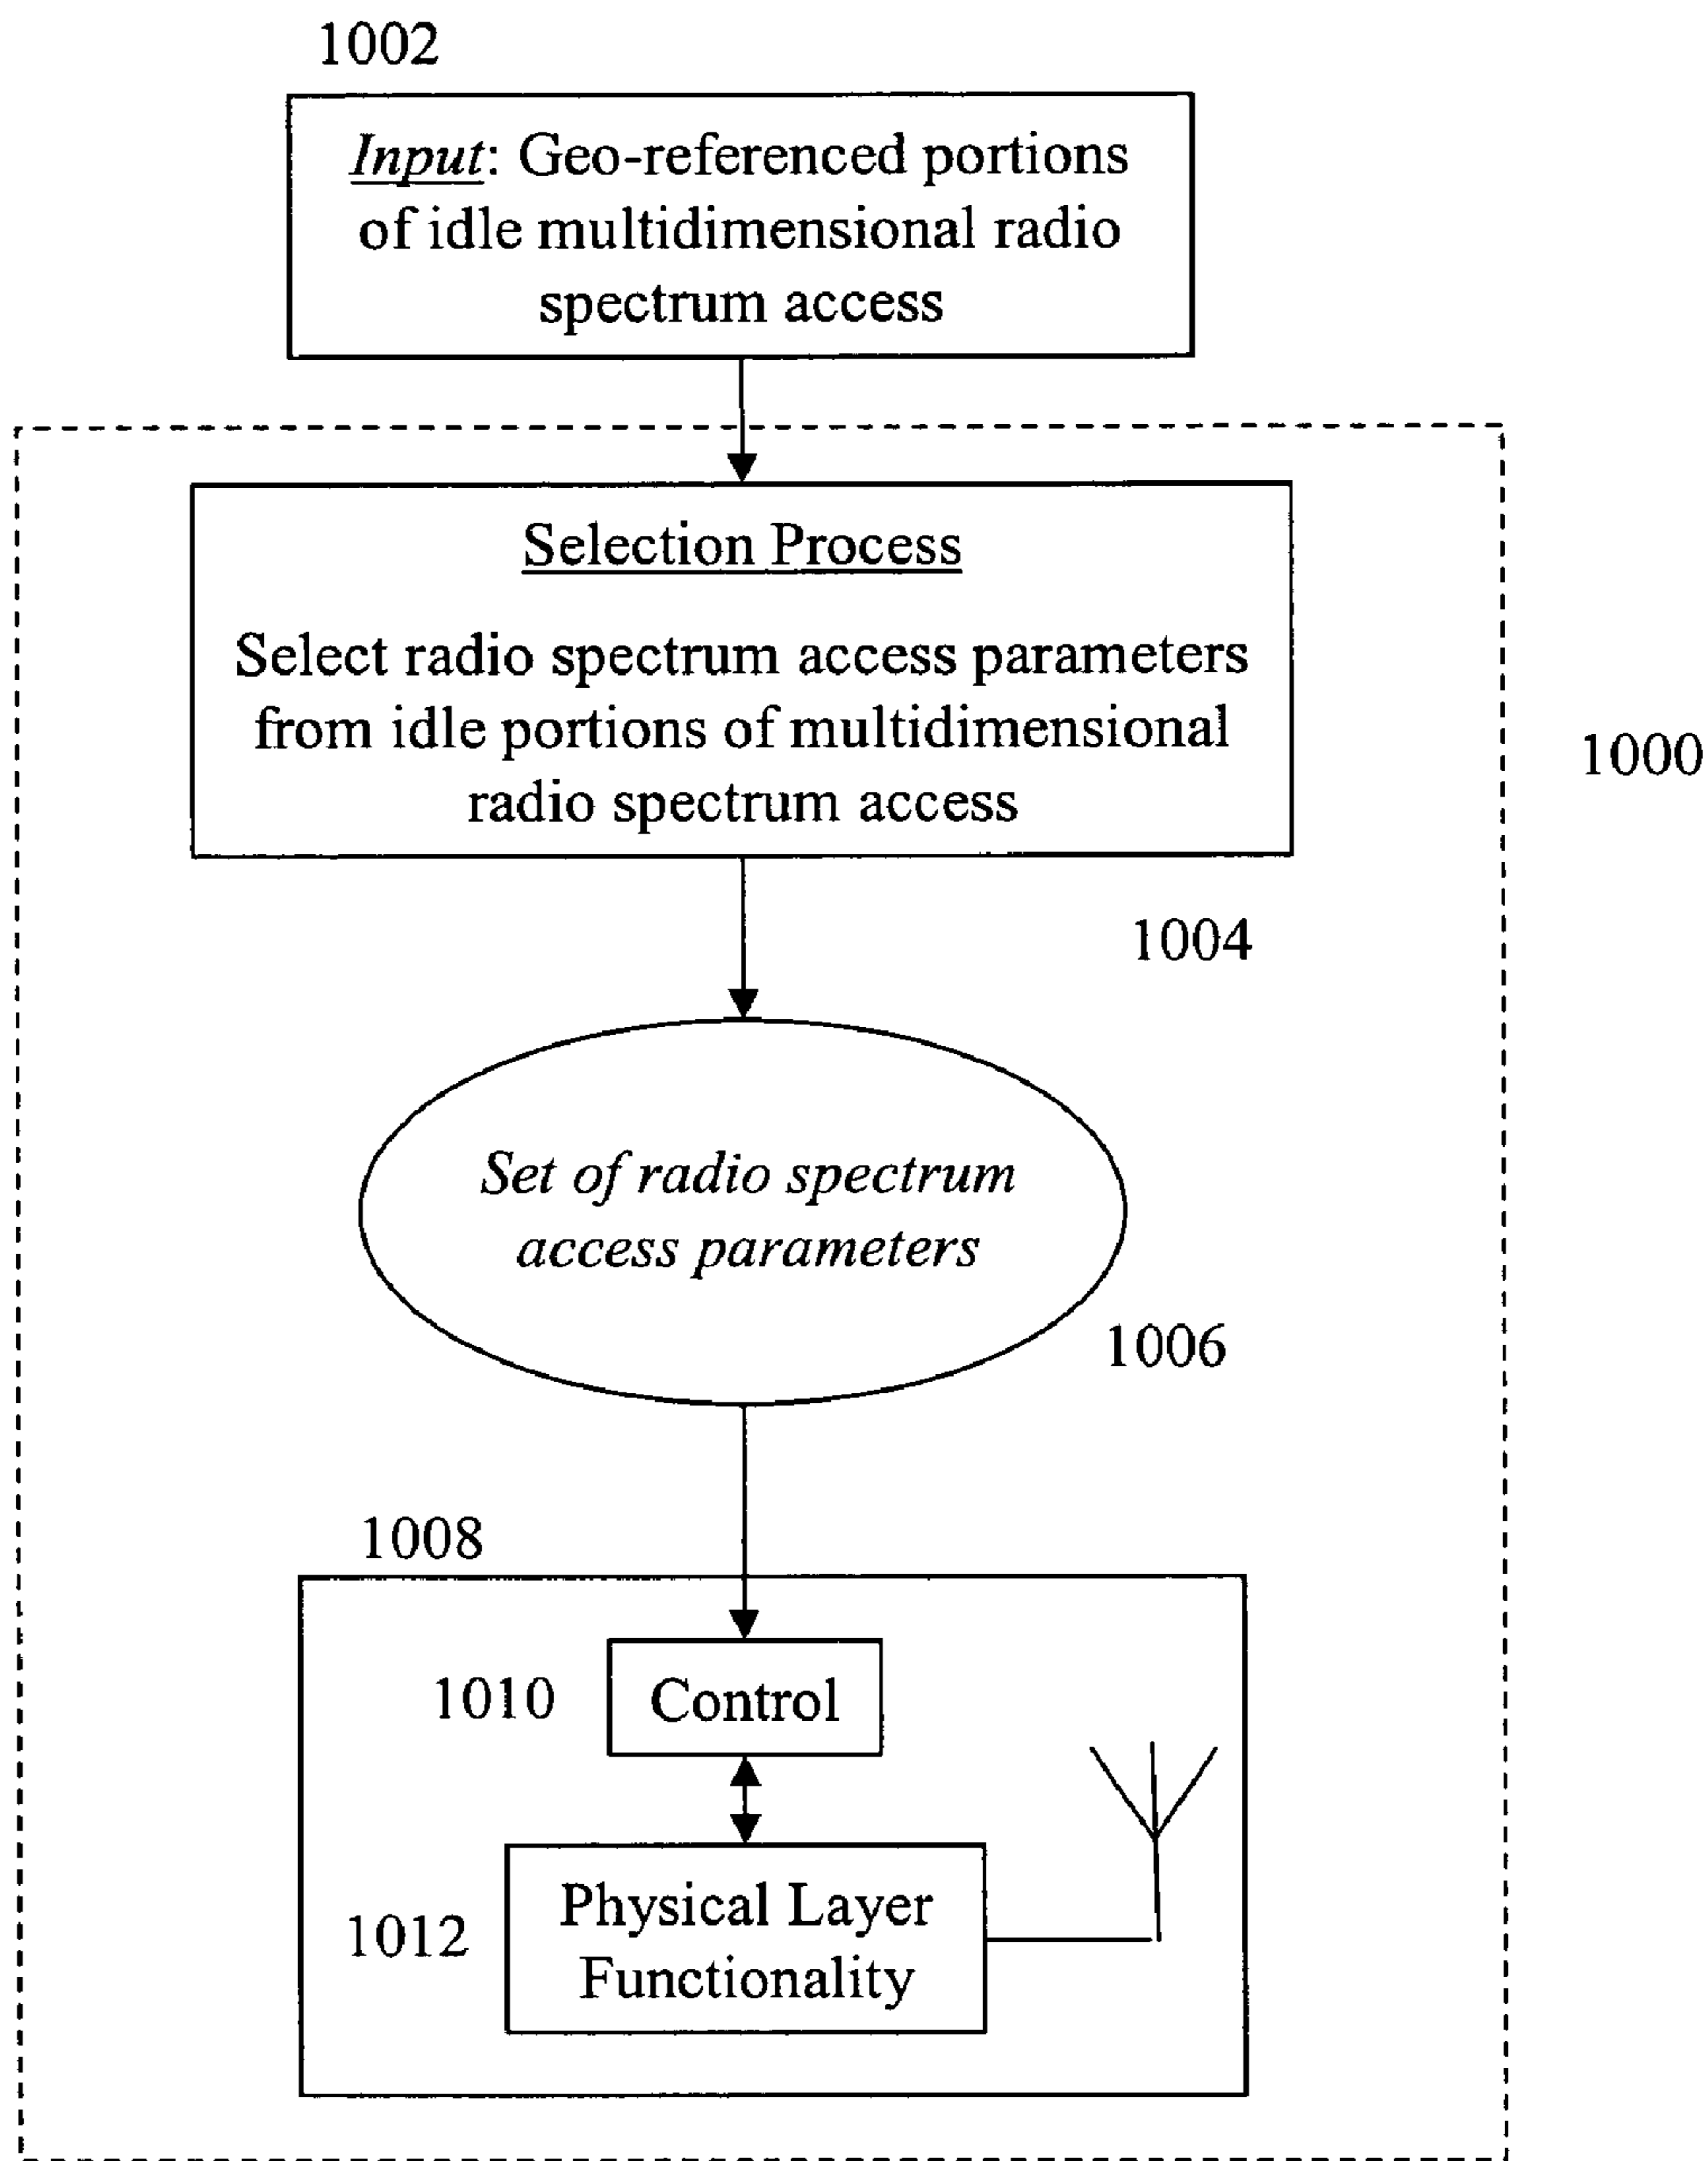 1002
Input: Geo-referenced portions
of idle multidimensional radio
spectrum access
Selection Process
Select radio spectrum access parameters
from idle portions of multidimensional
radio spectrum access
1000
1004
Set of radio spectrum
access parameters
1006
1008
1010
Control
1012
Physical Layer
Functionality